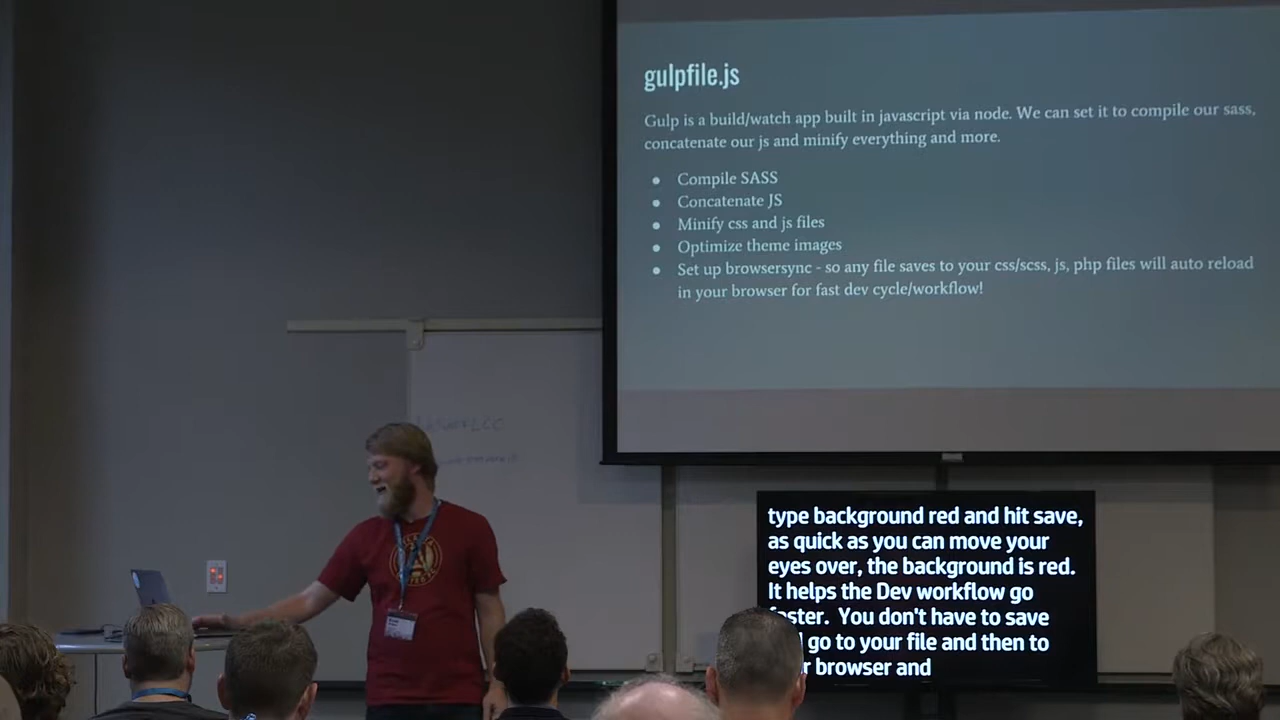 gulpfile.js
Gulp is a build/watch app built in javascript via node. We can set it to compile our sass,
concatenate our js and minify everything and more.
● Compile SASS
● Concatenate JS
● Minify css and js files
● Optimize theme images
● Set up browsersync - so any file saves to your css/scss, js, php files will auto reload
in your browser for fast dev cycle/workflow!
type background red and hit save,
as quick as you can move your
eyes over, the background is red.
It helps the Dev workflow go
You don't have to save
go to your file and then to
browser and